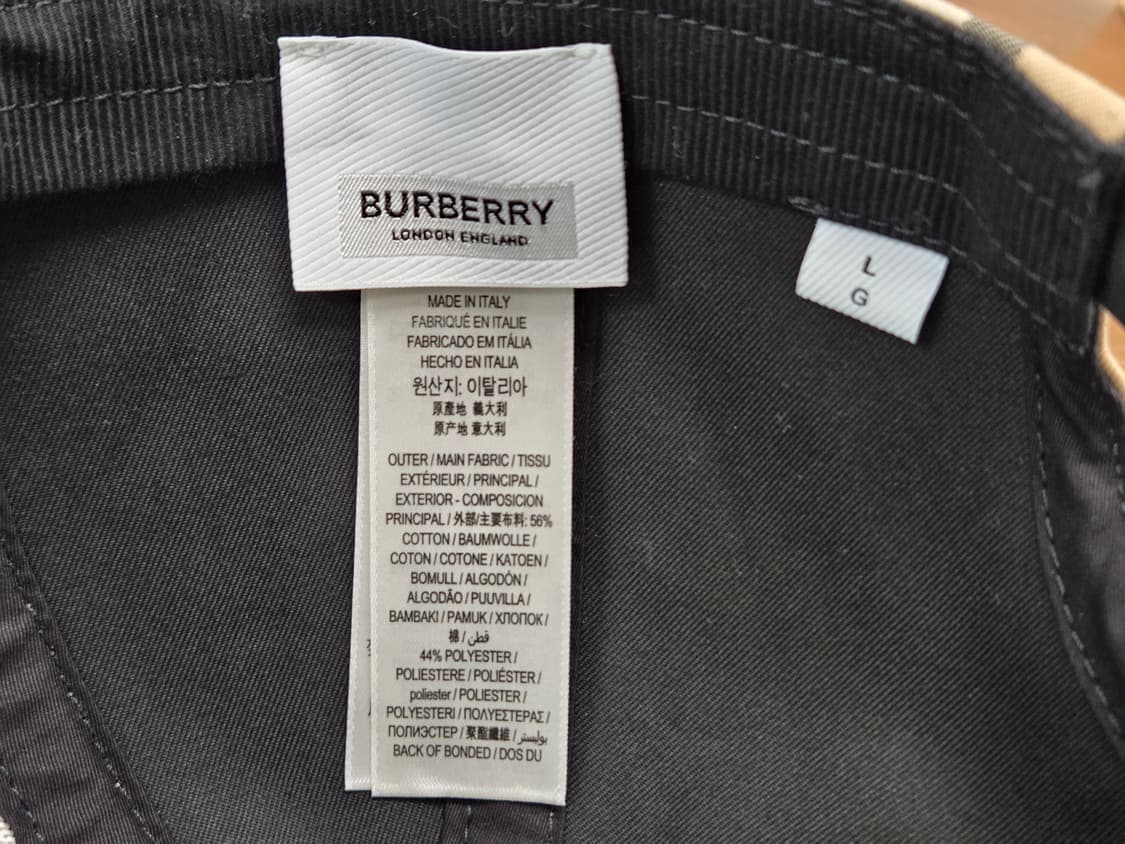 BURBERRY
LONDON ENGLAND
MADE IN ITALY
FABRIQUÉ EN ITALIE
FABRICADO EM ITÁLIA
HECHO EN ITALIA
원산지: 이탈리아
原產地 義大利
原产地 意大利
OUTER / MAIN FABRIC / TISSU
EXTÉRIEUR / PRINCIPAL /
EXTERIOR - COMPOSICION
PRINCIPAL / 外部/主要布料: 56%
COTTON / BAUMWOLLE /
COTON / COTONE / KATOEN /
BOMULL / ALGODÓN /
ALGODÃO / PUUVILLA /
BAMBAKI / PAMUK / ХЛОПОК /
棉 / قطن
44% POLYESTER /
POLIESTERE / POLIÉSTER /
poliester / POLIESTER /
POLYESTERI / ΠΟΛΥΕΣΤΕΡΑΣ /
ПОЛИЭСТЕР / 聚酯纖維 / بوليستر
BACK OF BONDED / DOS DU
L
G